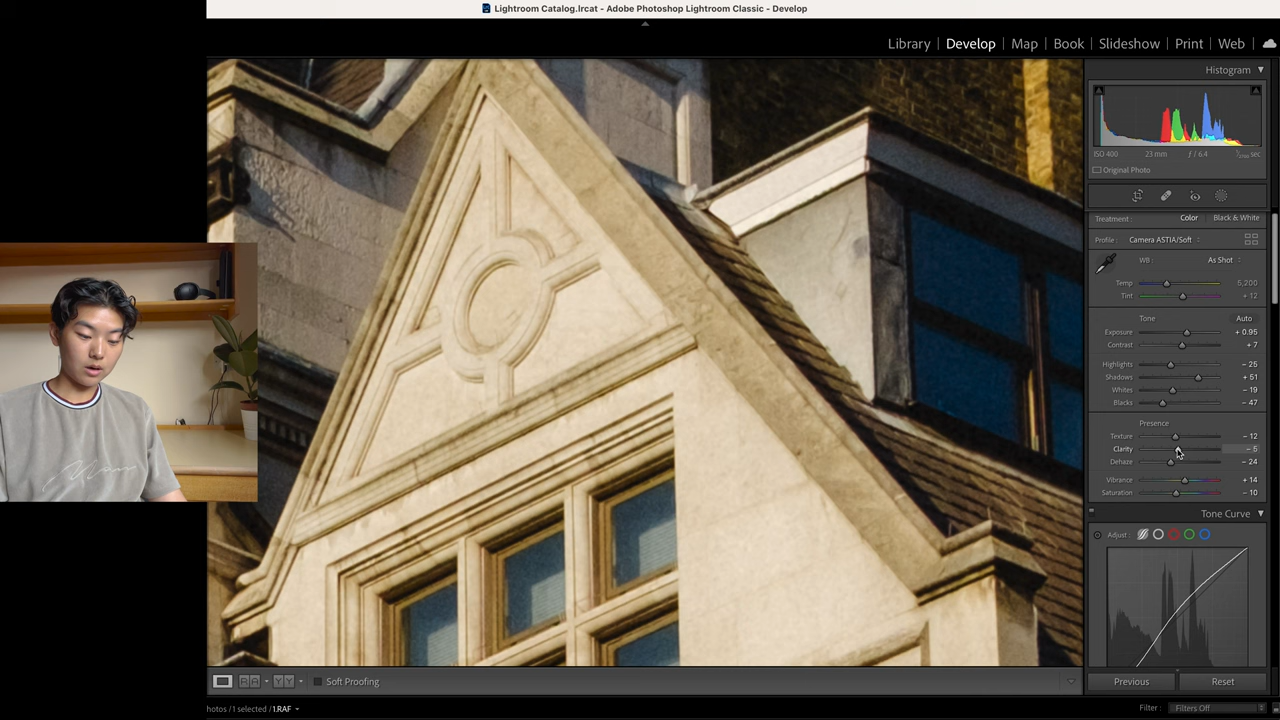 Lightroom Catalog.lrcat - Adobe Photoshop Lightroom Classic - Develop
Library | Develop | Map | Book | Slideshow | Print | Web |
Histogram
ISO 400 23 mm ƒ / 6.4
Original Photo
Treatment : Color Black & White
Profile : Camera ASTIA/Soft
WB : As Shot
Temp 5,200
Tint + 12
Tone Auto
Exposure + 0.95
Contrast + 7
Highlights − 25
Shadows + 51
Whites − 19
Blacks − 47
Presence
Texture − 12
Clarity − 5
Dehaze − 24
Vibrance + 14
Saturation − 10
Tone Curve
Adjust :
Soft Proofing
Previous Reset
hotos / 1 selected / 1.RAF
Filter : Filters Off